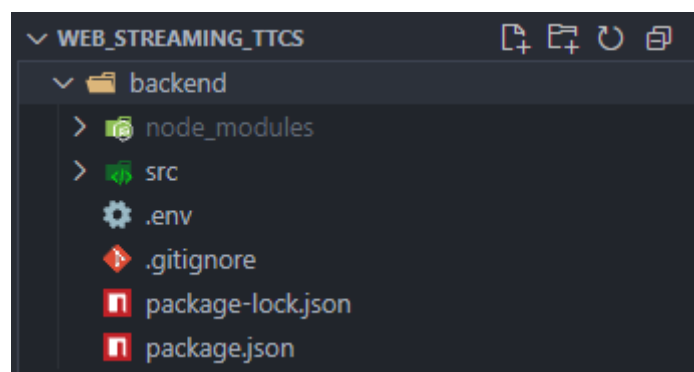 WEB_STREAMING_TTCS
backend
node_modules
src
.env
.gitignore
package-lock.json
package.json